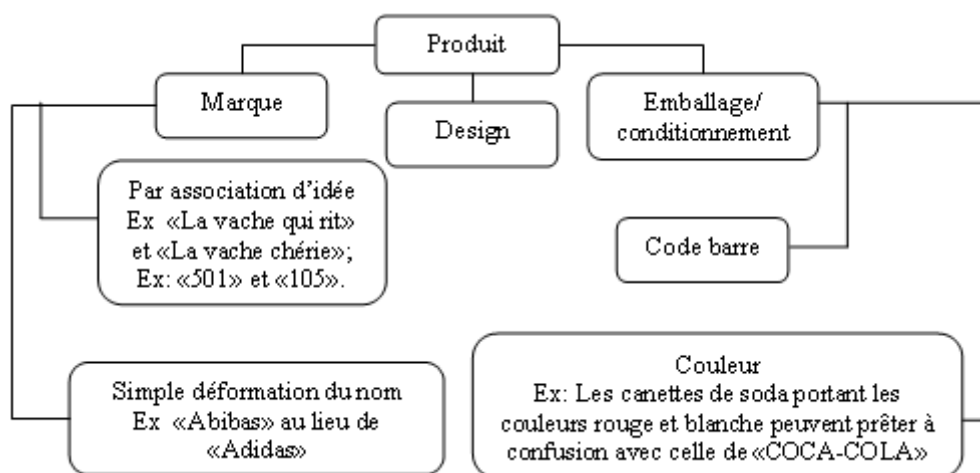 Produit
Marque
Design
Emballage/
conditionnement
Par association d'idée
Ex «La vache qui rit»
et «La vache chérie»;
Ex: «501» et «105».
Code barre
Simple déformation du nom
Ex «Abibas» au lieu de
«Adidas»
Couleur
Ex: Les canettes de soda portant les
couleurs rouge et blanche peuvent prêter à
confusion avec celle de «COCA-COLA»